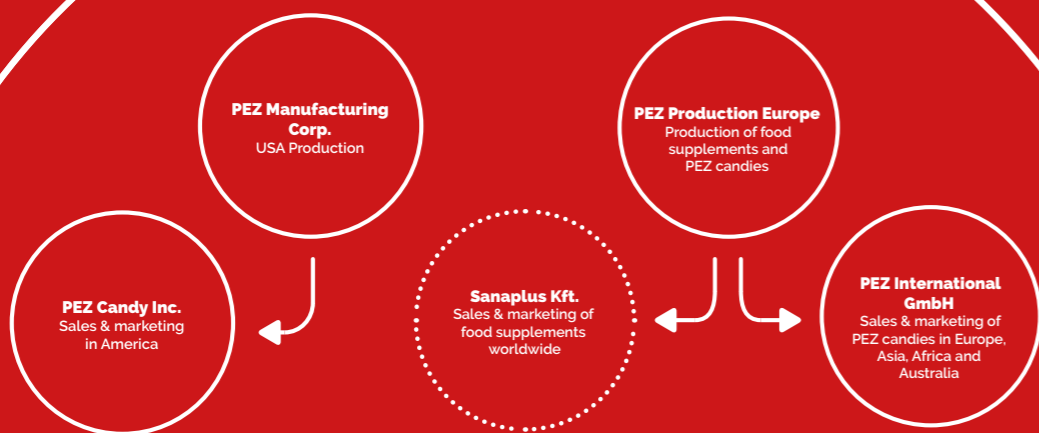 PEZ Manufacturing
Corp.
USA Production
PEZ Production Europe
Production of food
supplements and
PEZ candies
PEZ Candy Inc.
Sales & marketing
in America
Sanaplus Kft.
Sales & marketing of
food supplements
worldwide
PEZ International
GmbH
Sales & marketing of
PEZ candies in Europe,
Asia, Africa and
Australia